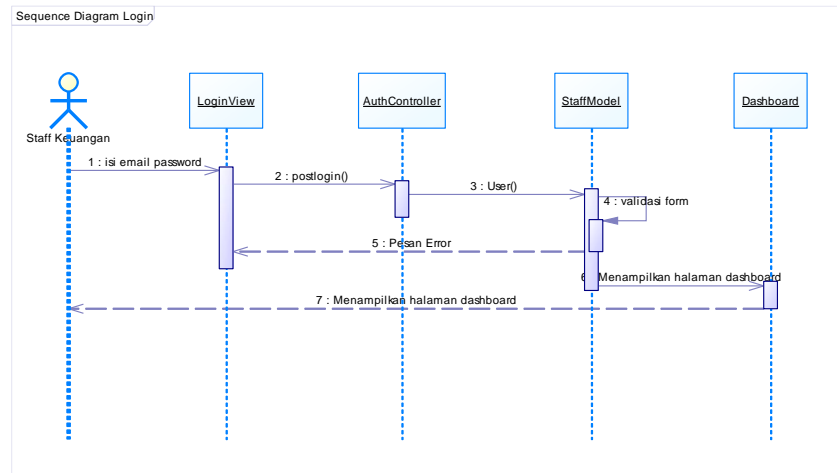 Sequence Diagram Login
LoginView
AuthController
StaffModel
Dashboard
Staff Keuangan
1 : isi email password
2 : postlogin()
3 : User()
4 : validasi form
5 : Pesan Error
6 : Menampilkan halaman dashboard
7 : Menampilkan halaman dashboard